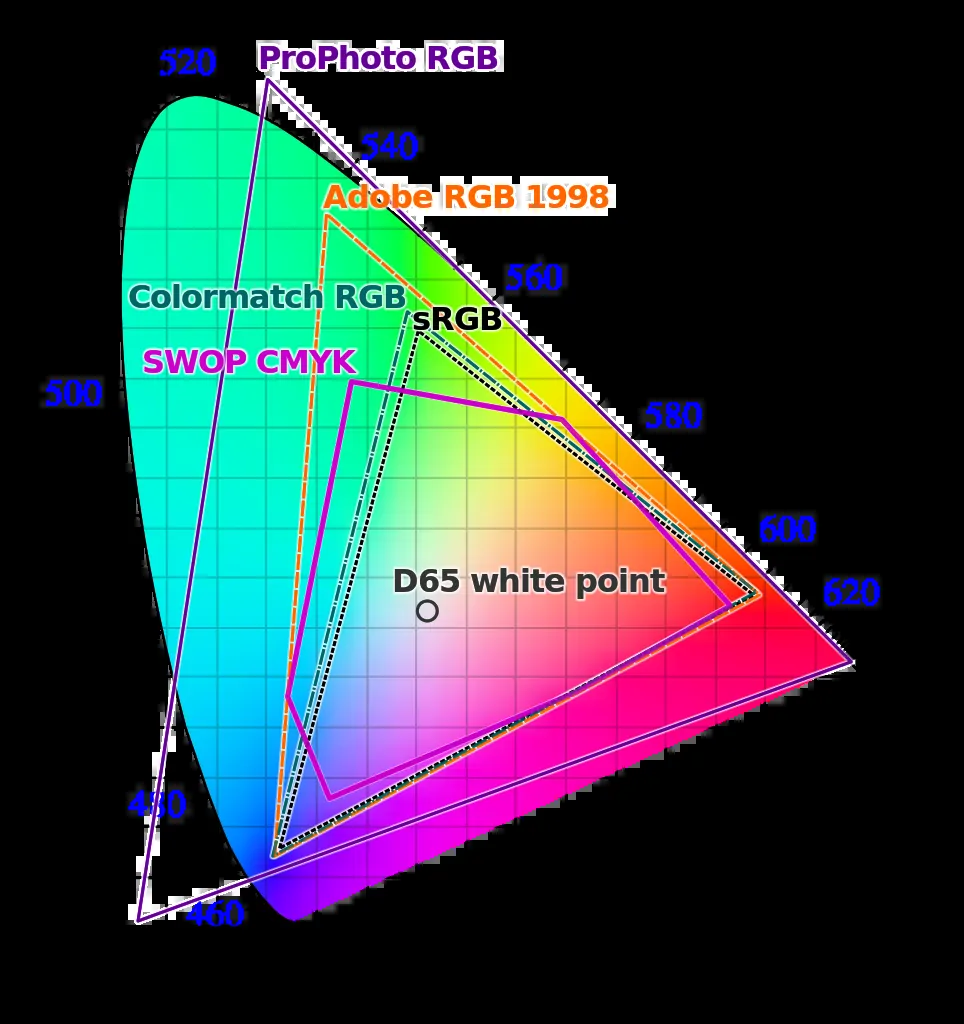 ProPhoto RGB
520
540
Adobe RGB 1998
560
Colormatch RGB
sRGB
SWOP CMYK
500
580
600
D65 white point
620
480
460